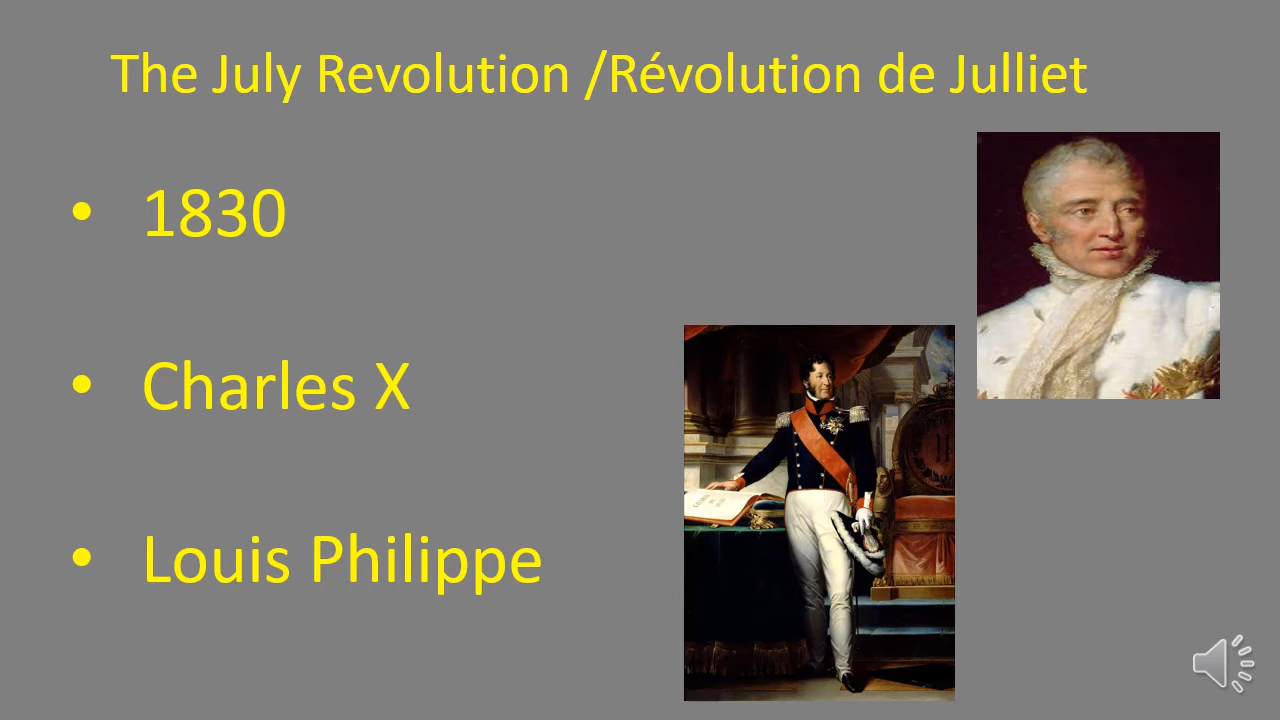 The July Revolution /Révolution de Julliet
• 1830
• Charles X
• Louis Philippe